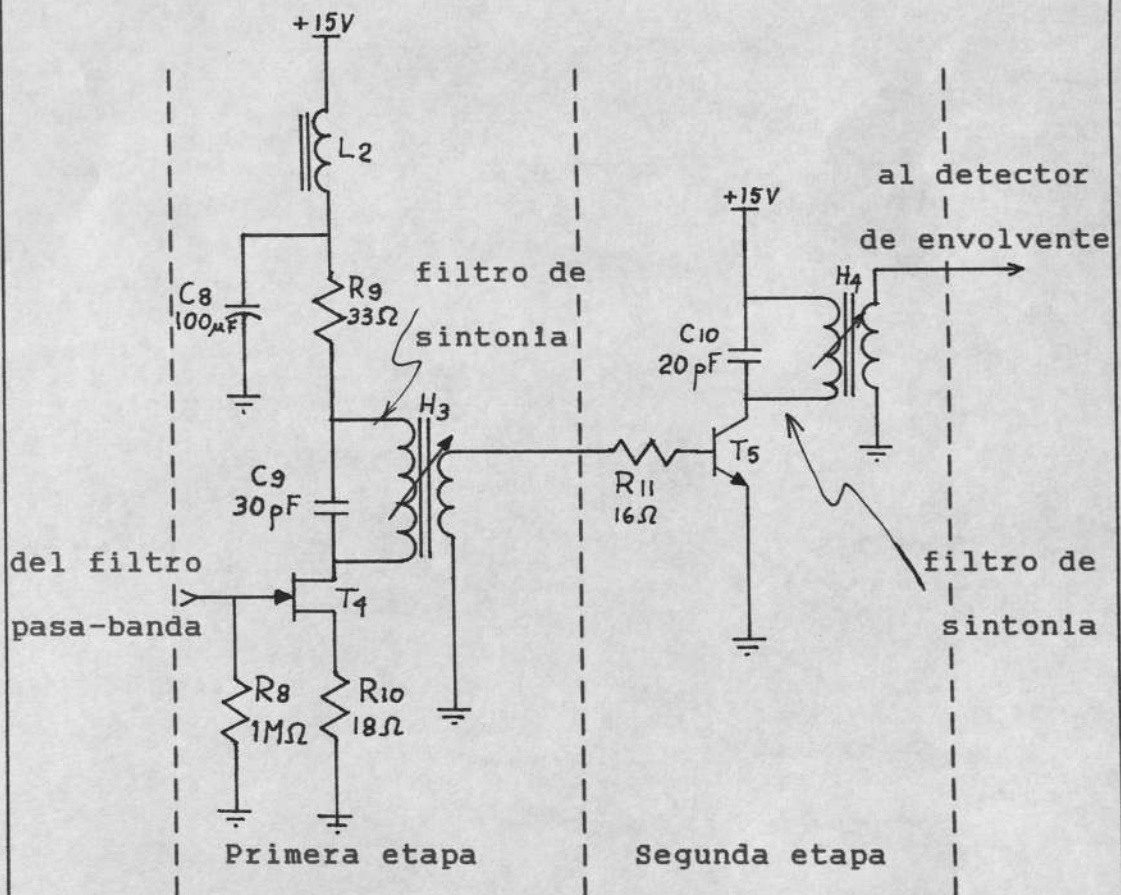 +15V
L2
C8
100µF
R9
33Ω
filtro de
sintonia
H3
C9
30pF
del filtro
pasa-banda
T4
R8
1MΩ
R10
18Ω
Primera etapa
R11
16Ω
+15V
C10
20pF
H4
T5
al detector
de envolvente
filtro de
sintonia
Segunda etapa